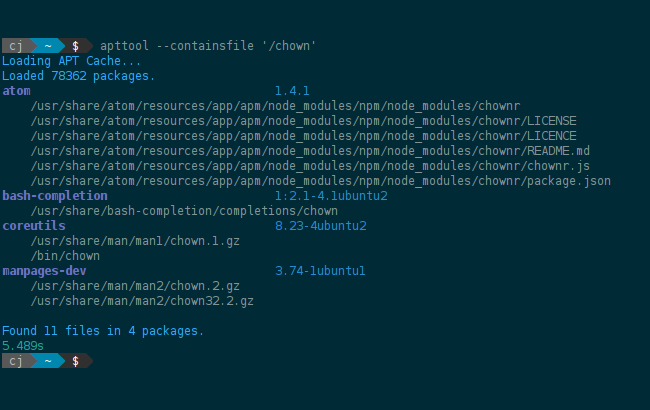 cj ~ $ apttool --containsfile '/chown'
Loading APT Cache...
Loaded 78362 packages.
atom 1.4.1
/usr/share/atom/resources/app/apm/node_modules/npm/node_modules/chownr
/usr/share/atom/resources/app/apm/node_modules/npm/node_modules/chownr/LICENSE
/usr/share/atom/resources/app/apm/node_modules/npm/node_modules/chownr/LICENCE
/usr/share/atom/resources/app/apm/node_modules/npm/node_modules/chownr/README.md
/usr/share/atom/resources/app/apm/node_modules/npm/node_modules/chownr/chownr.js
/usr/share/atom/resources/app/apm/node_modules/npm/node_modules/chownr/package.json
bash-completion 1:2.1-4.1ubuntu2
/usr/share/bash-completion/completions/chown
coreutils 8.23-4ubuntu2
/usr/share/man/man1/chown.1.gz
/bin/chown
manpages-dev 3.74-1ubuntu1
/usr/share/man/man2/chown.2.gz
/usr/share/man/man2/chown32.2.gz
Found 11 files in 4 packages.
5.489s
cj ~ $